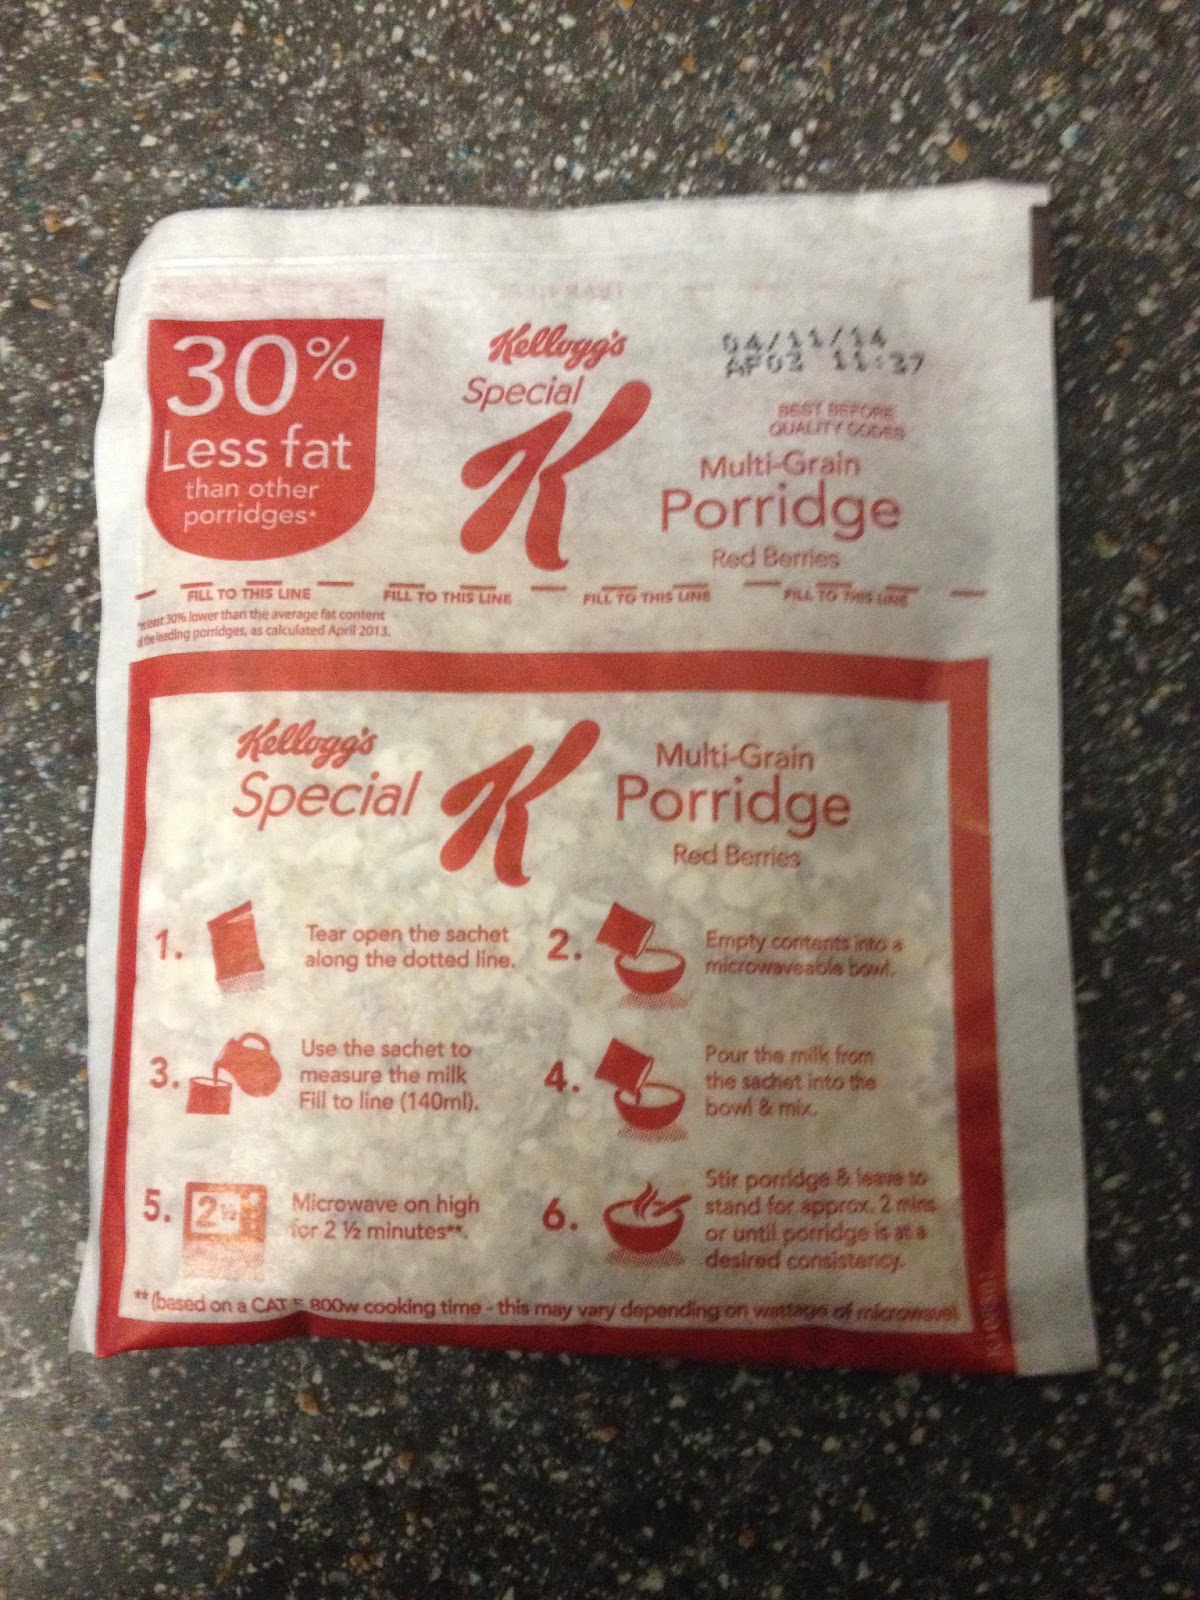 30%
Less fat
than other
porridges*
Kellogg's
Special
K
04/11/14
AF03 11:37
BEST BEFORE
QUALITY CODES
Multi-Grain
Porridge
Red Berries
FILL TO THIS LINE FILL TO THIS LINE FILL TO THIS LINE FILL TO THIS LINE
least 30% lower than the average fat content
the leading porridges, as calculated April 2013.
Kellogg's
Special K
Multi-Grain
Porridge
Red Berries
1. Tear open the sachet
along the dotted line.
2. Empty contents into a
microwaveable bowl.
3. Use the sachet to
measure the milk
Fill to line (140ml).
4. Pour the milk from
the sachet into the
bowl & mix.
5. 2 ½ Microwave on high
for 2 ½ minutes**.
6. Stir porridge & leave to
stand for approx. 2 mins
or until porridge is at a
desired consistency.
** (based on a CAT E 800w cooking time - this may vary depending on wattage of microwave)